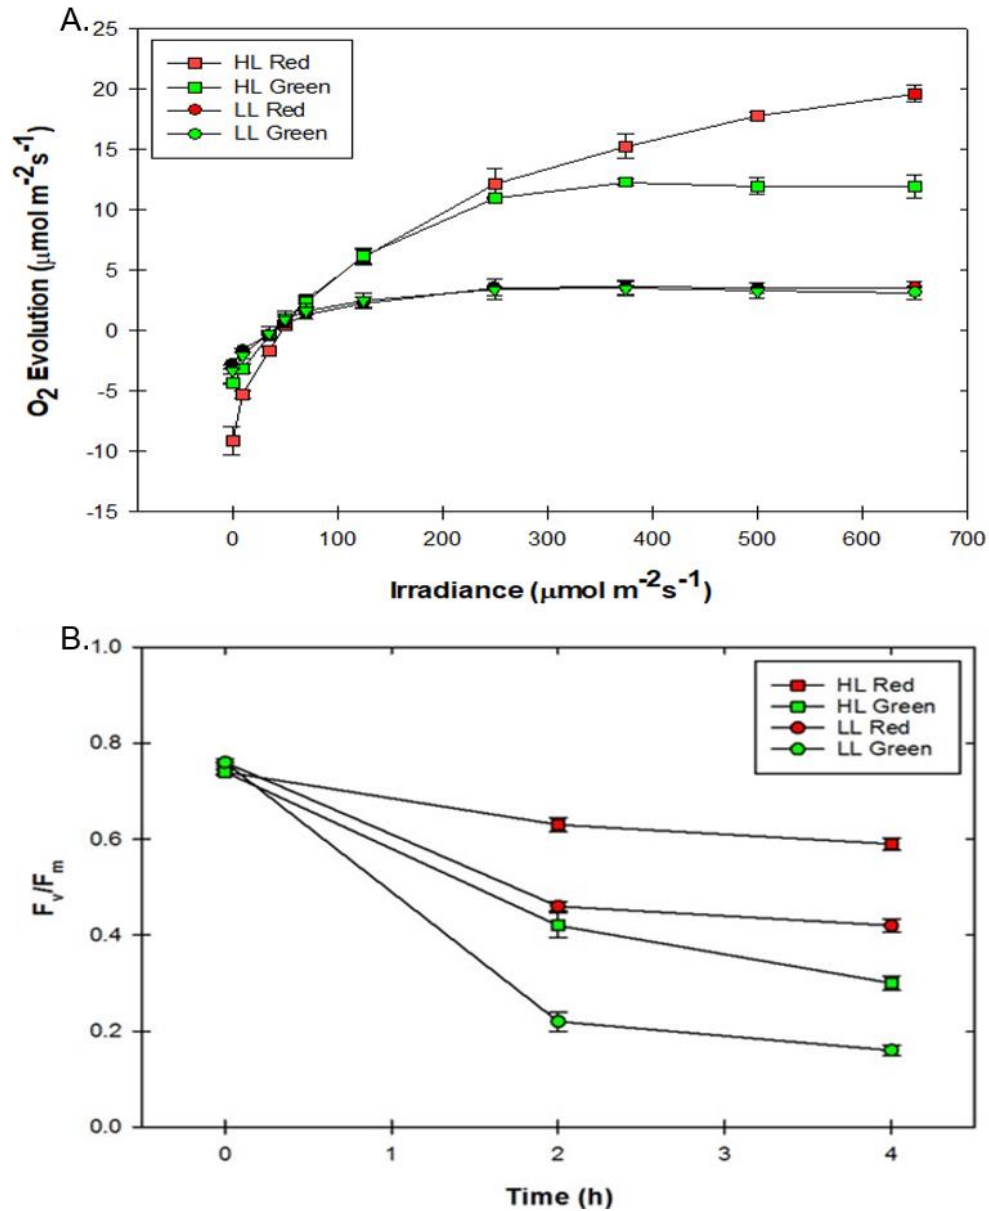 A.
25
20
15
10
5
0
-5
-10
-15
HL Red
HL Green
LL Red
LL Green
O2 Evolution (μmol m-2s-1)
0 100 200 300 400 500 600 700
Irradiance (μmol m-2s-1)
B.
1.0
0.8
0.6
0.4
0.2
0.0
HL Red
HL Green
LL Red
LL Green
Fv/Fm
0 1 2 3 4
Time (h)